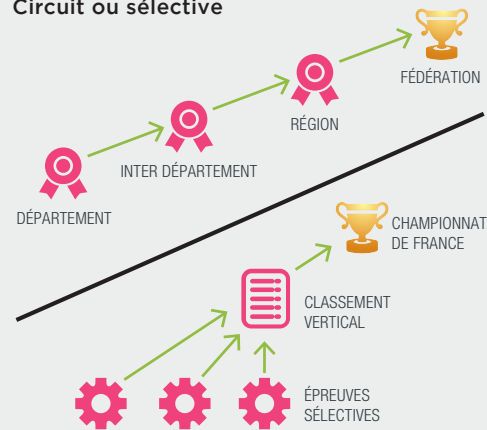 Circuit ou sélective
FÉDÉRATION
RÉGION
INTER DÉPARTEMENT
DÉPARTEMENT
CHAMPIONNAT
DE FRANCE
CLASSEMENT
VERTICAL
ÉPREUVES
SÉLECTIVES